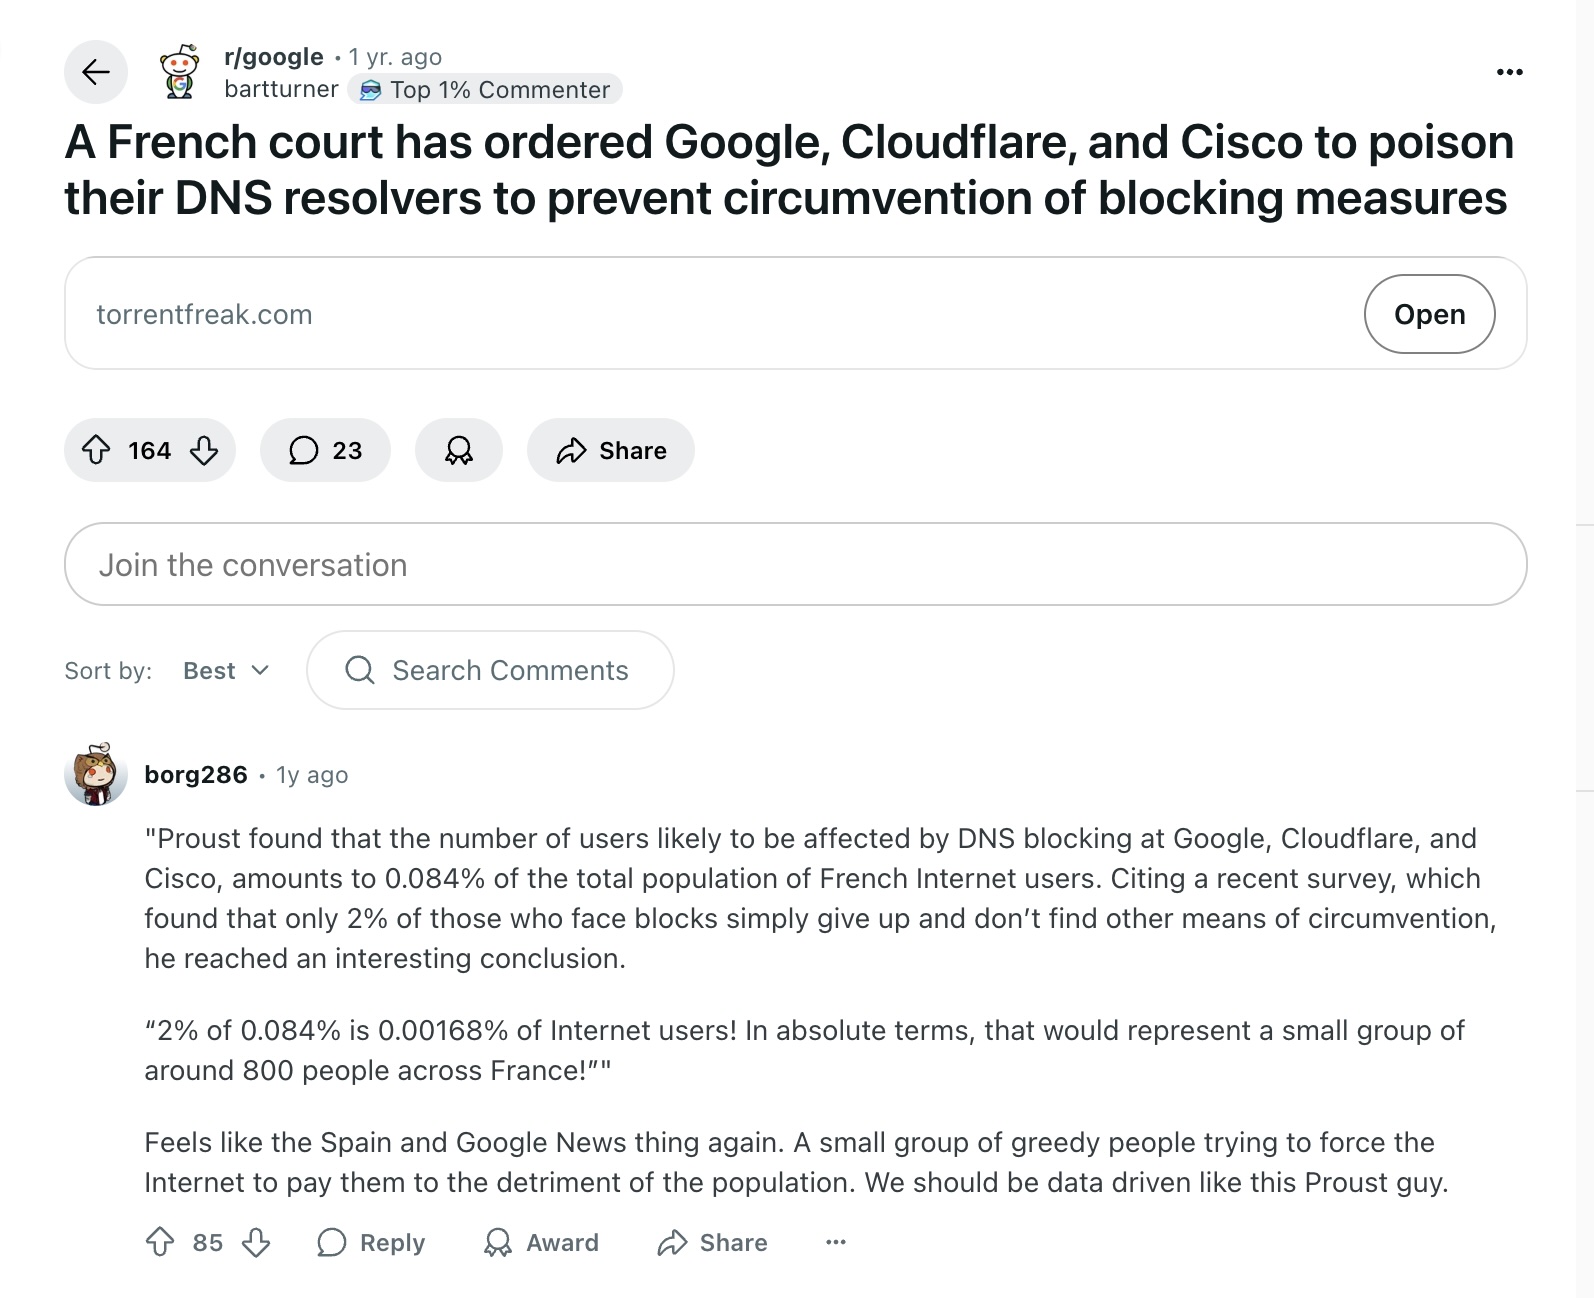 r/google • 1 yr. ago
bartturner Top 1% Commenter
A French court has ordered Google, Cloudflare, and Cisco to poison
their DNS resolvers to prevent circumvention of blocking measures
torrentfreak.com
Open
164 23 Share
Join the conversation
Sort by: Best Search Comments
borg286 • 1y ago
"Proust found that the number of users likely to be affected by DNS blocking at Google, Cloudflare, and
Cisco, amounts to 0.084% of the total population of French Internet users. Citing a recent survey, which
found that only 2% of those who face blocks simply give up and don’t find other means of circumvention,
he reached an interesting conclusion.
“2% of 0.084% is 0.00168% of Internet users! In absolute terms, that would represent a small group of
around 800 people across France!”"
Feels like the Spain and Google News thing again. A small group of greedy people trying to force the
Internet to pay them to the detriment of the population. We should be data driven like this Proust guy.
85 Reply Award Share